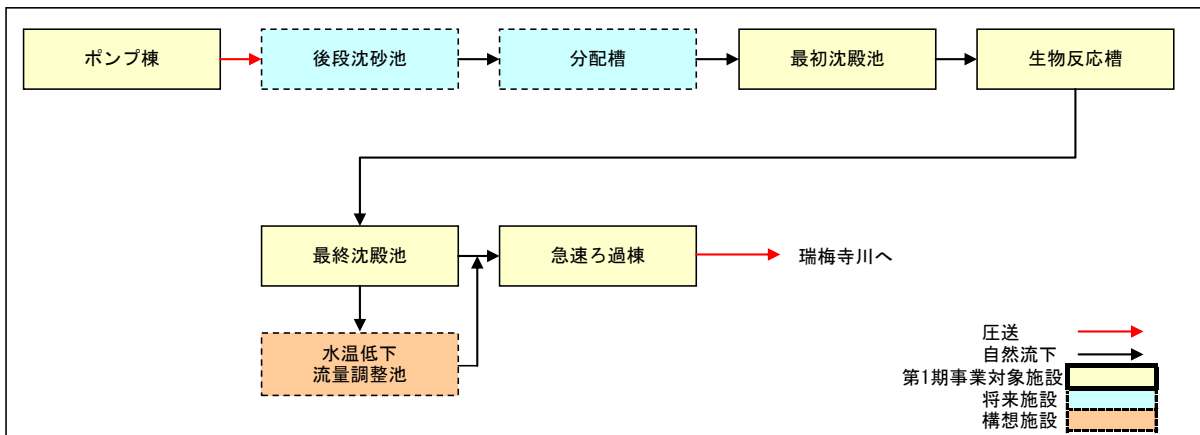 ポンプ棟
後段沈砂池
分配槽
最初沈殿池
生物反応槽
最終沈殿池
急速ろ過棟
瑞梅寺川へ
水温低下
流量調整池
圧送
自然流下
第1期事業対象施設
将来施設
構想施設